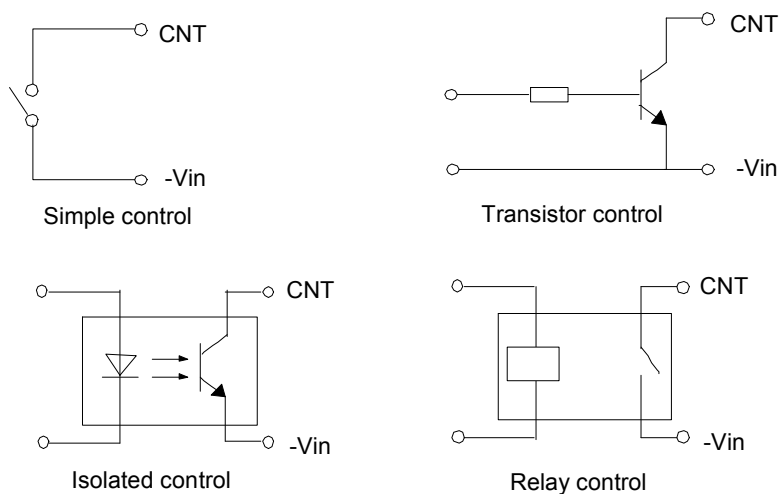 CNT
-Vin
Simple control
CNT
-Vin
Transistor control
CNT
-Vin
Isolated control
CNT
-Vin
Relay control